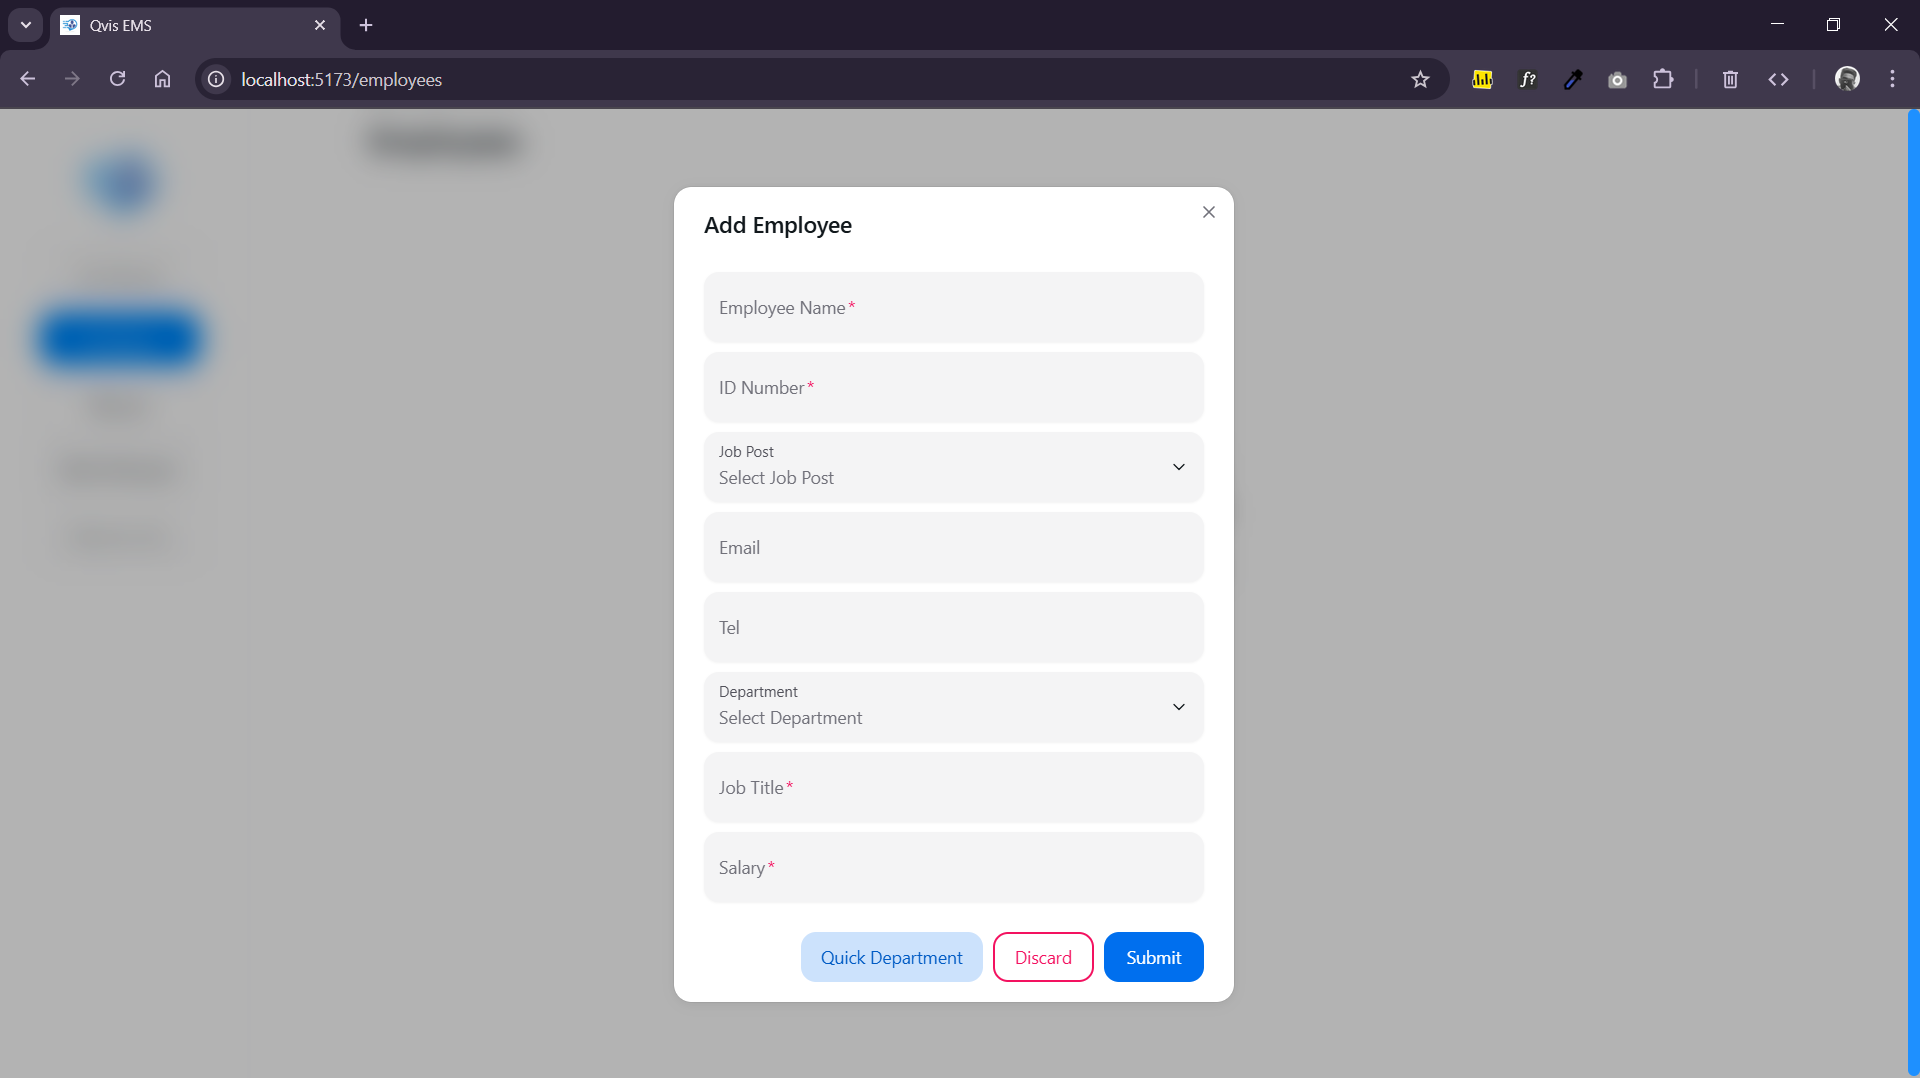 Qvis EMS
localhost:5173/employees
f?
Add Employee
Employee Name*
ID Number*
Job Post
Select Job Post
Email
Tel
Department
Select Department
Job Title*
Salary*
Quick Department
Discard
Submit